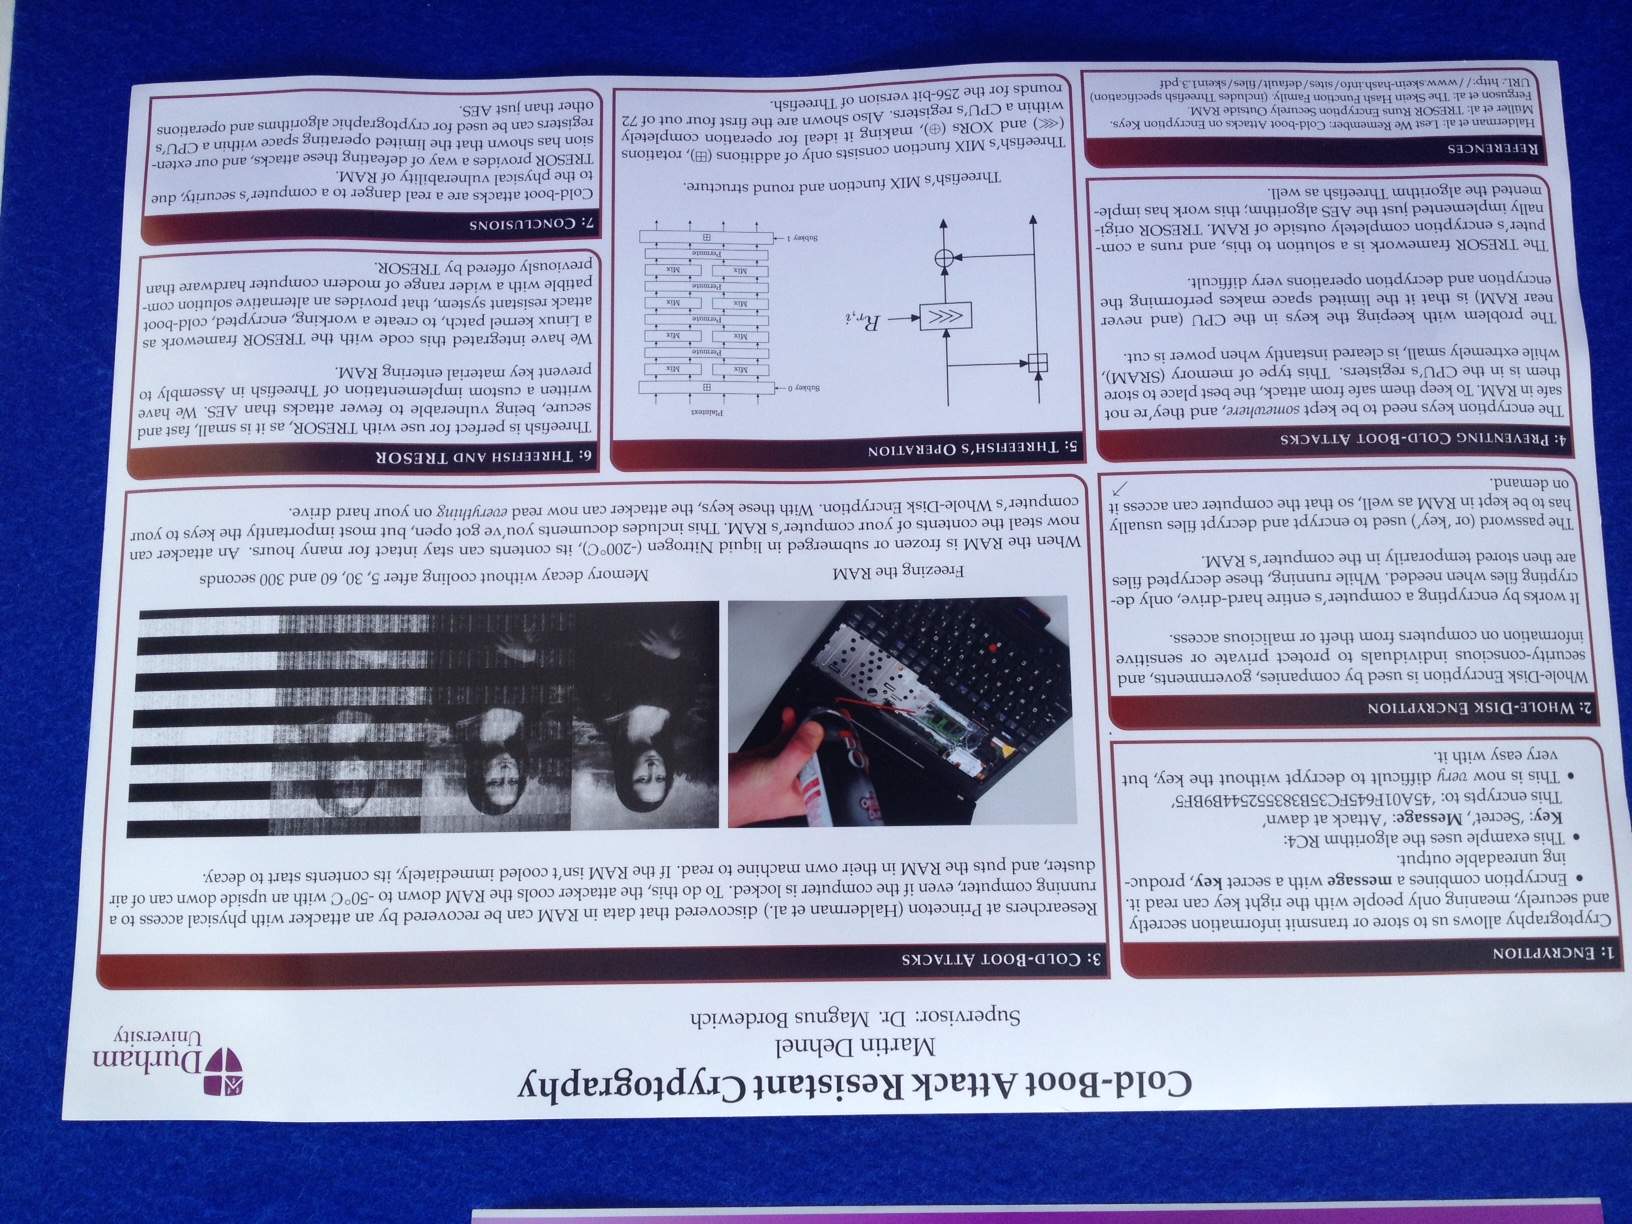 Cold-Boot Attack Resistant Cryptography
Martin Dehnel
Supervisor: Dr. Magnus Bordewich
Durham
University
1: ENCRYPTION
Cryptography allows us to store or transmit information secretly
and securely, meaning only people with the right key can read it.
• Encryption combines a message with a secret key, produc-
ing unreadable output.
• This example uses the algorithm RC4:
Key: 'Secret', Message: 'Attack at dawn'
This encrypts to: '45A01F645FC35B383552544B9BF5'
• This is now very difficult to decrypt without the key, but
very easy with it.
2: WHOLE-DISK ENCRYPTION
Whole-Disk Encryption is used by companies, governments, and
security-conscious individuals to protect private or sensitive
information on computers from theft or malicious access.
It works by encrypting a computer's entire hard-drive, only de-
crypting files when needed. While running, these decrypted files
are then stored temporarily in the computer's RAM.
The password (or 'key') used to encrypt and decrypt files usually
has to be kept in RAM as well, so that the computer can access it
on demand.
↗
3: COLD-BOOT ATTACKS
Researchers at Princeton (Halderman et al.) discovered that data in RAM can be recovered by an attacker with physical access to a
running computer, even if the computer is locked. To do this, the attacker cools the RAM down to -50°C with an upside down can of air
duster, and puts the RAM in their own machine to read. If the RAM isn't cooled immediately, its contents start to decay.
Freezing the RAM
Memory decay without cooling after 5, 30, 60 and 300 seconds
When the RAM is frozen or submerged in liquid Nitrogen (-200°C), its contents can stay intact for many hours. An attacker can
now steal the contents of your computer's RAM. This includes documents you've got open, but most importantly the keys to your
computer's Whole-Disk Encryption. With these keys, the attacker can now read everything on your hard drive.
4: PREVENTING COLD-BOOT ATTACKS
The encryption keys need to be kept somewhere, and they're not
safe in RAM. To keep them safe from attack, the best place to store
them is in the CPU's registers. This type of memory (SRAM),
while extremely small, is cleared instantly when power is cut.
The problem with keeping the keys in the CPU (and never
near RAM) is that it the limited space makes performing the
encryption and decryption operations very difficult.
The TRESOR framework is a solution to this, and runs a com-
puter's encryption completely outside of RAM. TRESOR origi-
nally implemented just the AES algorithm; this work has imple-
mented the algorithm Threefish as well.
REFERENCES
Halderman et al: Lest We Remember: Cold-boot Attacks on Encryption Keys.
Müller et al: TRESOR Runs Encryption Securely Outside RAM.
Ferguson et al: The Skein Hash Function Family. (includes Threefish specification)
URL: http://www.skein-hash.info/sites/default/files/skein1.3.pdf
5: THREEFISH'S OPERATION
⊞
<<<
R_{r,i}
⊕
Plaintext
Subkey 0
⊞
Mix Mix
Permute
Mix Mix
Permute
Mix Mix
Permute
Mix Mix
Permute
Subkey 1
⊞
Threefish's MIX function and round structure.
Threefish's MIX function consists only of additions (⊞), rotations
(<<<) and XORs (⊕), making it ideal for operation completely
within a CPU's registers. Also shown are the first four out of 72
rounds for the 256-bit version of Threefish.
6: THREEFISH AND TRESOR
Threefish is perfect for use with TRESOR, as it is small, fast and
secure, being vulnerable to fewer attacks than AES. We have
written a custom implementation of Threefish in Assembly to
prevent key material entering RAM.
We have integrated this code with the TRESOR framework as
a Linux kernel patch, to create a working, encrypted, cold-boot
attack resistant system, that provides an alternative solution com-
patible with a wider range of modern computer hardware than
previously offered by TRESOR.
7: CONCLUSIONS
Cold-boot attacks are a real danger to a computer's security, due
to the physical vulnerability of RAM.
TRESOR provides a way of defeating these attacks, and our exten-
sion has shown that the limited operating space within a CPU's
registers can be used for cryptographic algorithms and operations
other than just AES.